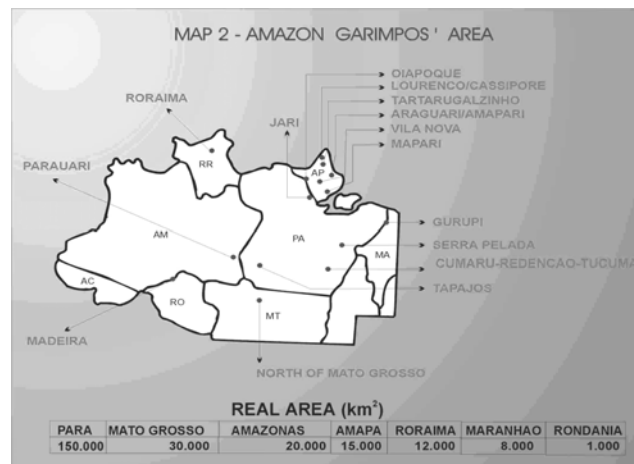 MAP 2 - AMAZON GARIMPOS ' AREA
OIAPOQUE
LOURENCO/CASSIPORE
TARTARUGALZINHO
ARAGUARI/AMAPARI
VILA NOVA
MAPARI
RORAIMA
JARI
PARAUARI
RR
AP
AM
PA
MA
AC
RO
MT
GURUPI
SERRA PELADA
CUMARU-REDENCAO-TUCUMA
TAPAJOS
MADEIRA
NORTH OF MATO GROSSO
REAL AREA (km²)
PARA MATO GROSSO AMAZONAS AMAPA RORAIMA MARANHAO RONDANIA
150.000 30.000 20.000 15.000 12.000 8.000 1.000